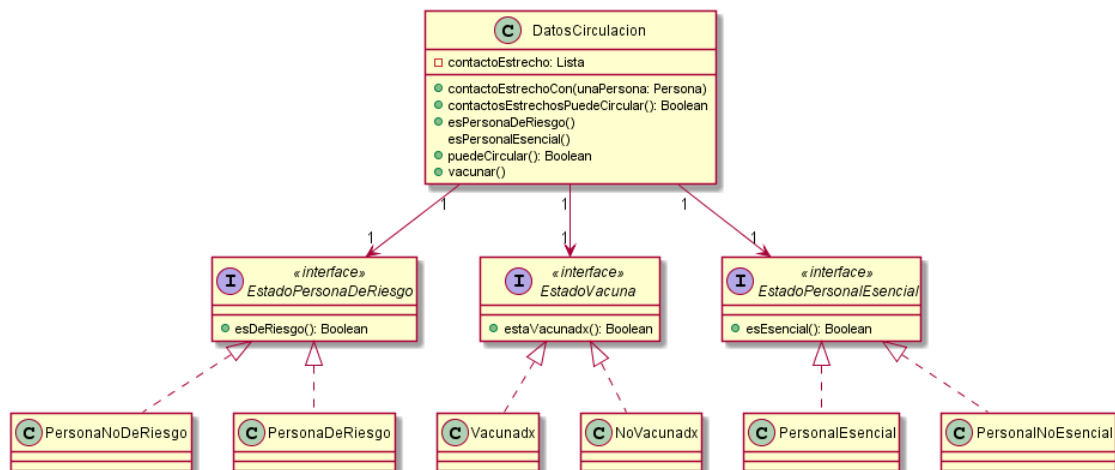 C DatosCirculacion
contactoEstrecho: Lista
contactoEstrechoCon(unaPersona: Persona)
contactosEstrechosPuedeCircular(): Boolean
esPersonaDeRiesgo()
esPersonalEsencial()
puedeCircular(): Boolean
vacunar()
1 1 1
1 1 1
I «interface» EstadoPersonaDeRiesgo
esDeRiesgo(): Boolean
I «interface» EstadoVacuna
estaVacunadx(): Boolean
I «interface» EstadoPersonalEsencial
esEsencial(): Boolean
C PersonaNoDeRiesgo
C PersonaDeRiesgo
C Vacunadx
C NoVacunadx
C PersonalEsencial
C PersonalNoEsencial